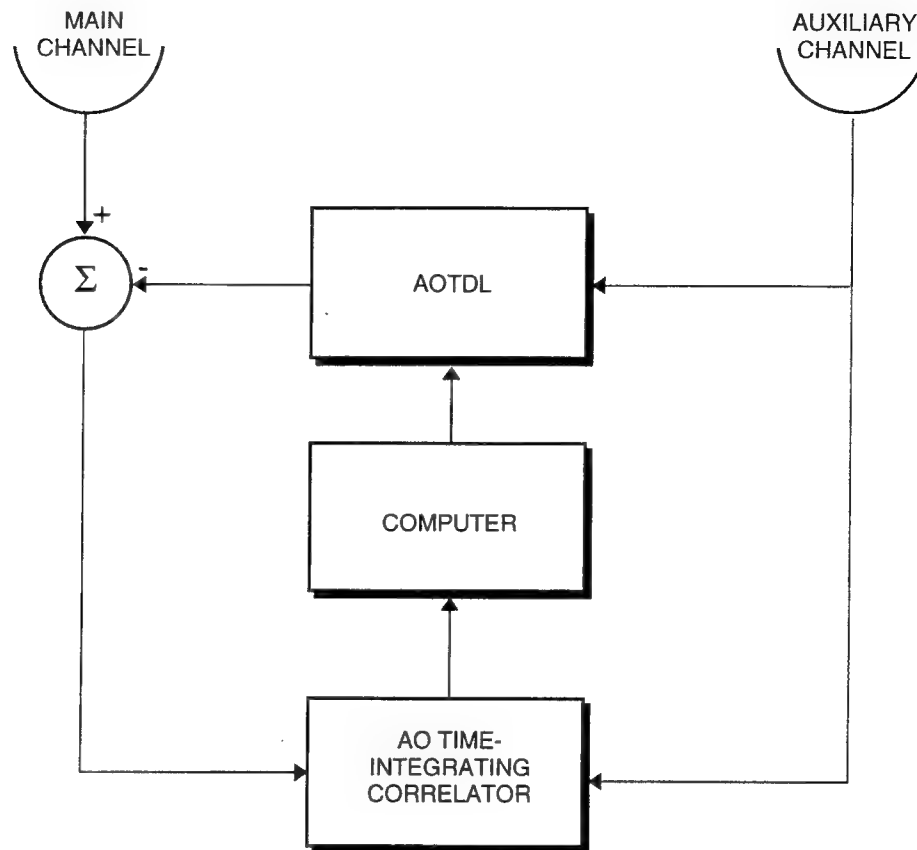 MAIN
CHANNEL
AUXILIARY
CHANNEL
+
Σ
-
AOTDL
COMPUTER
AO TIME-
INTEGRATING
CORRELATOR